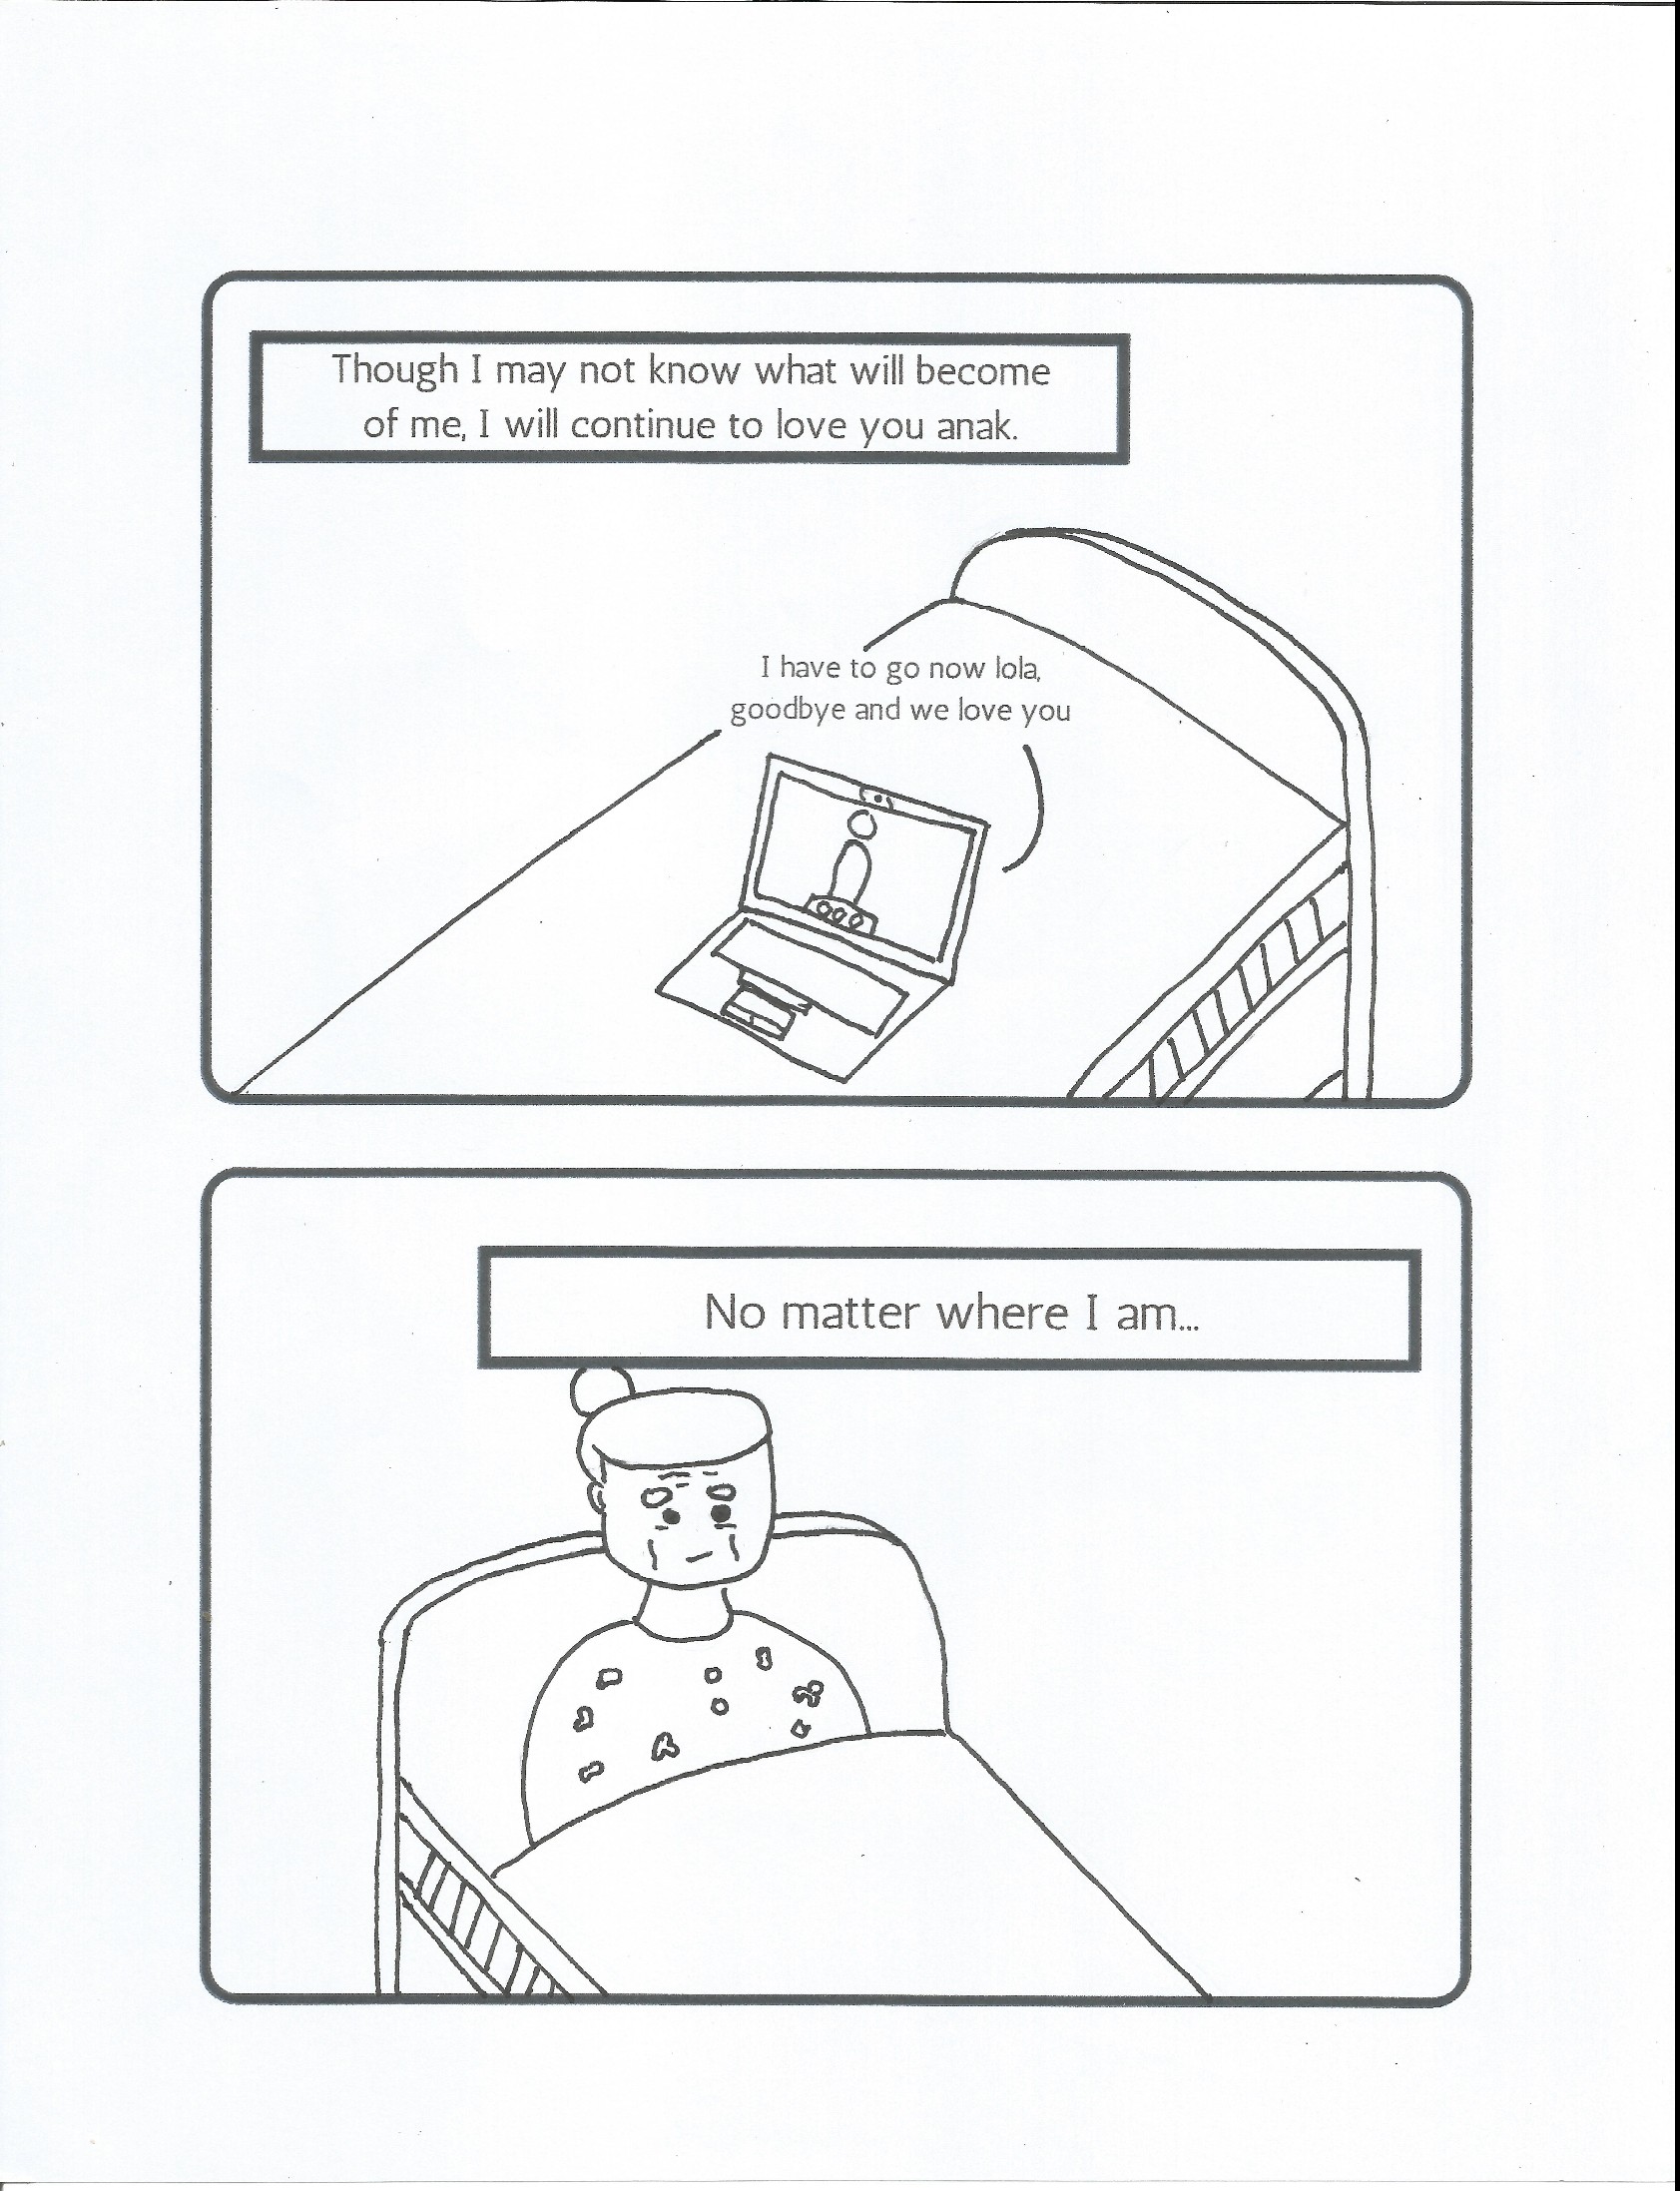 Though I may not know what will become
of me, I will continue to love you anak.
I have to go now lola,
goodbye and we love you
No matter where I am...